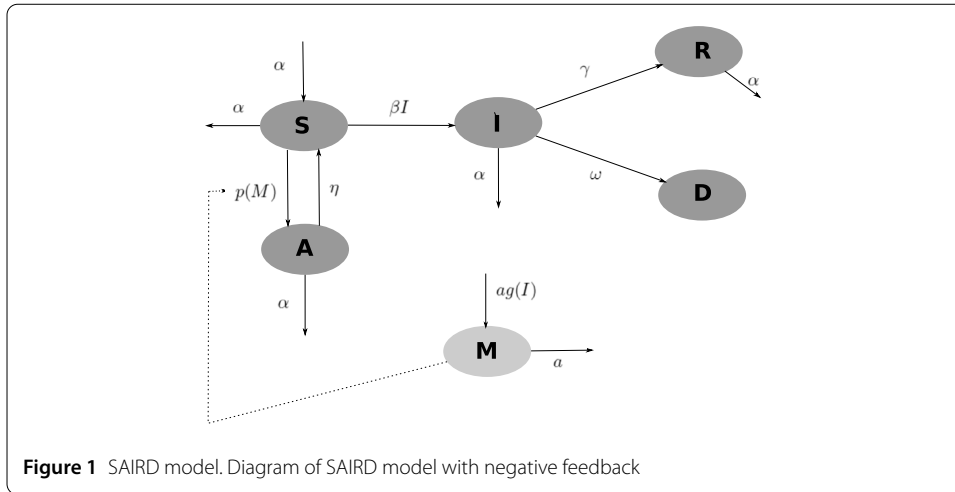 R
α
γ
α
α
βI
S
I
p(M)
η
α
ω
D
A
α
ag(I)
M
a
Figure 1 SAIRD model. Diagram of SAIRD model with negative feedback